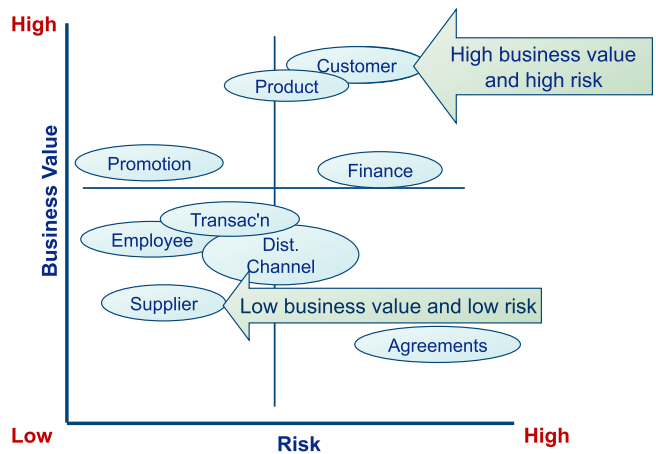 High
High business value
and high risk
Customer
Product
Promotion
Finance
Business Value
Transac'n
Employee
Dist.
Channel
Supplier
Low business value and low risk
Agreements
Low
Risk
High